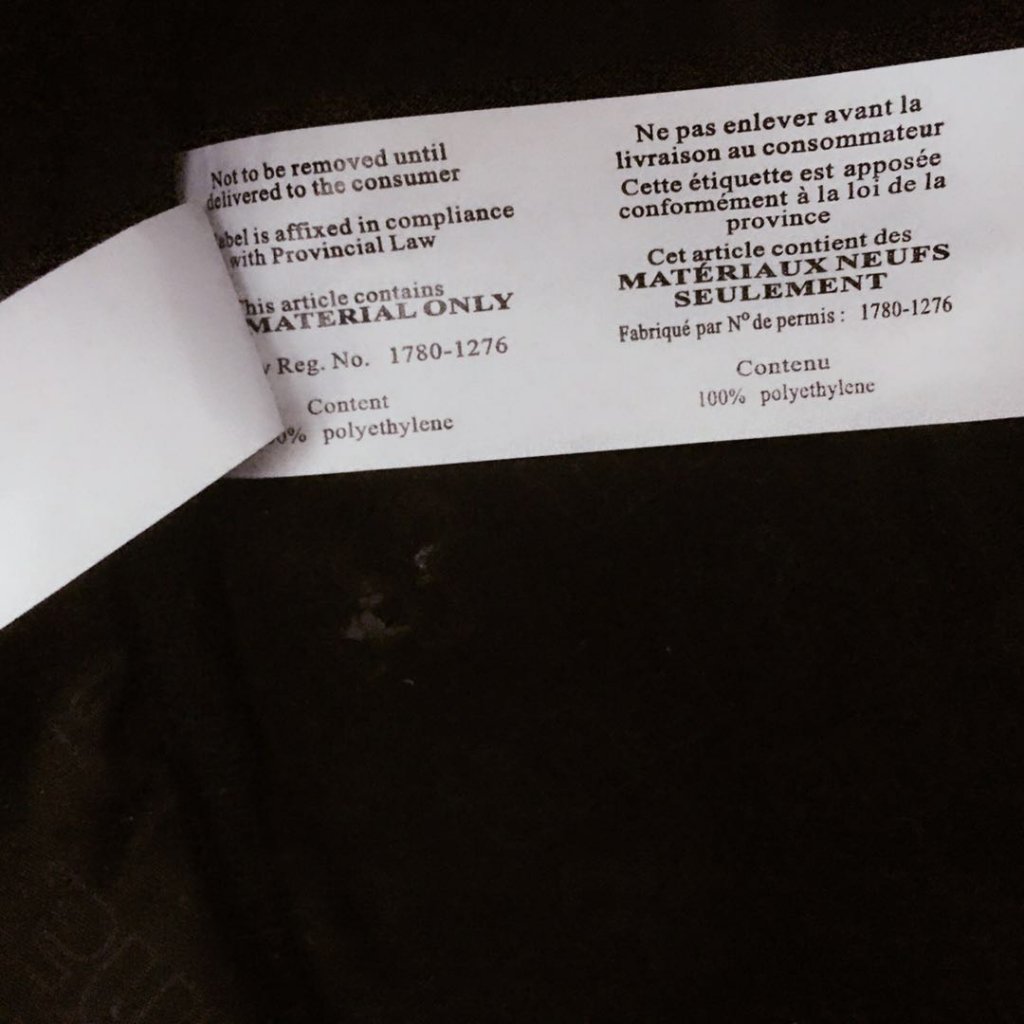 Not to be removed until
delivered to the consumer
abel is affixed in compliance
with Provincial Law
his article contains
MATERIAL ONLY
Reg. No. 1780-1276
Content
0% polyethylene
Ne pas enlever avant la
livraison au consommateur
Cette étiquette est apposée
conformément à la loi de la
province
Cet article contient des
MATÉRIAUX NEUFS
SEULEMENT
Fabriqué par Nº de permis : 1780-1276
Contenu
100% polyethylene